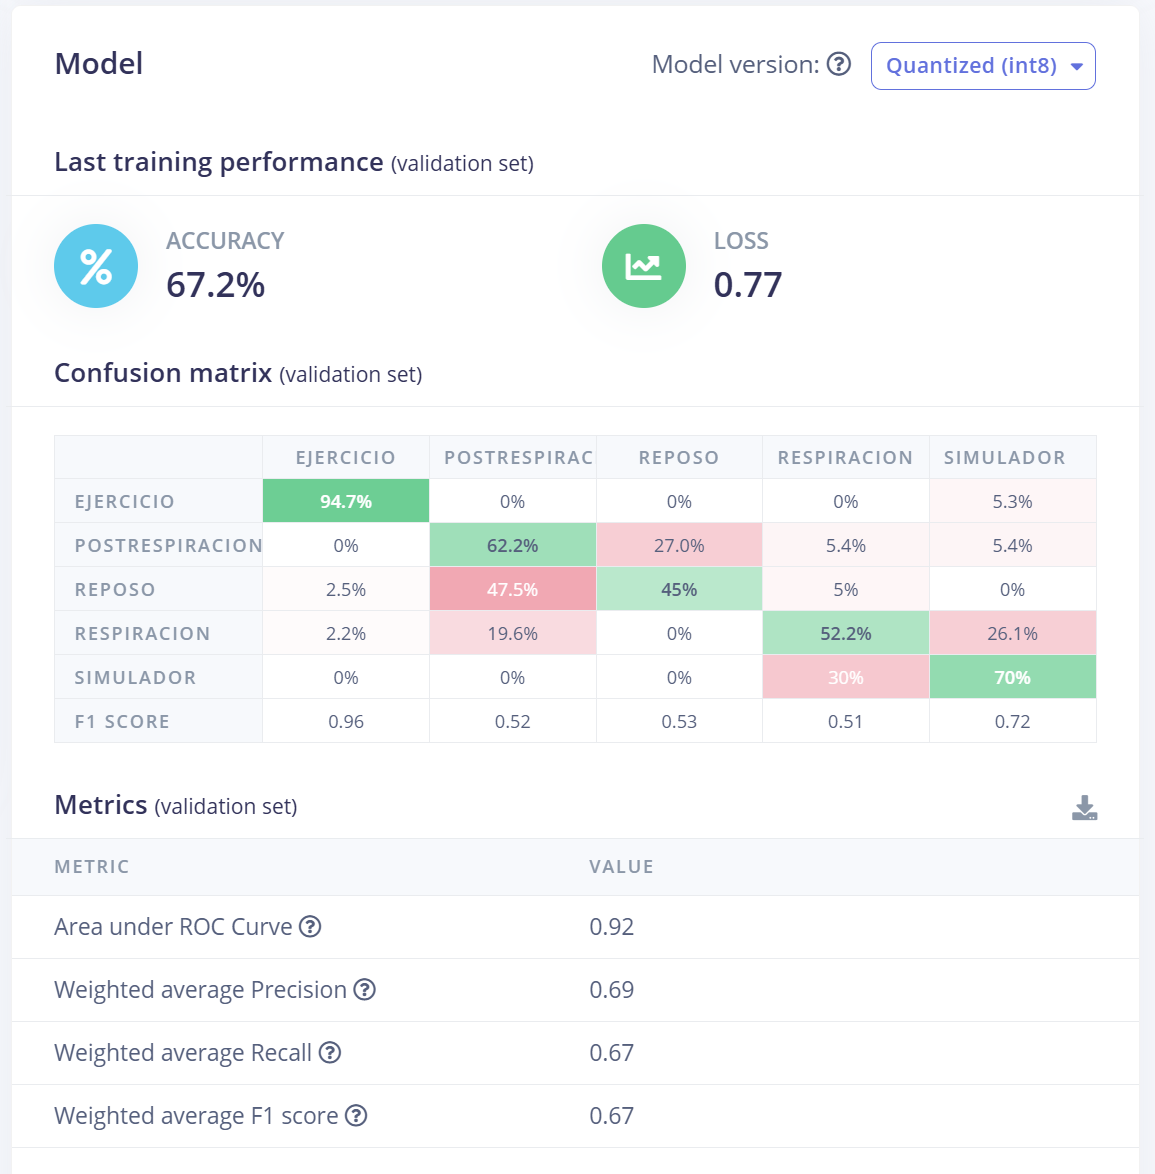 Model
Model version: Quantized (int8)
Last training performance (validation set)
ACCURACY
67.2%
LOSS
0.77
Confusion matrix (validation set)
EJERCICIO POSTRESPIRAC REPOSO RESPIRACION SIMULADOR
EJERCICIO 94.7% 0% 0% 0% 5.3%
POSTRESPIRACION 0% 62.2% 27.0% 5.4% 5.4%
REPOSO 2.5% 47.5% 45% 5% 0%
RESPIRACION 2.2% 19.6% 0% 52.2% 26.1%
SIMULADOR 0% 0% 0% 30% 70%
F1 SCORE 0.96 0.52 0.53 0.51 0.72
Metrics (validation set)
METRIC VALUE
Area under ROC Curve 0.92
Weighted average Precision 0.69
Weighted average Recall 0.67
Weighted average F1 score 0.67